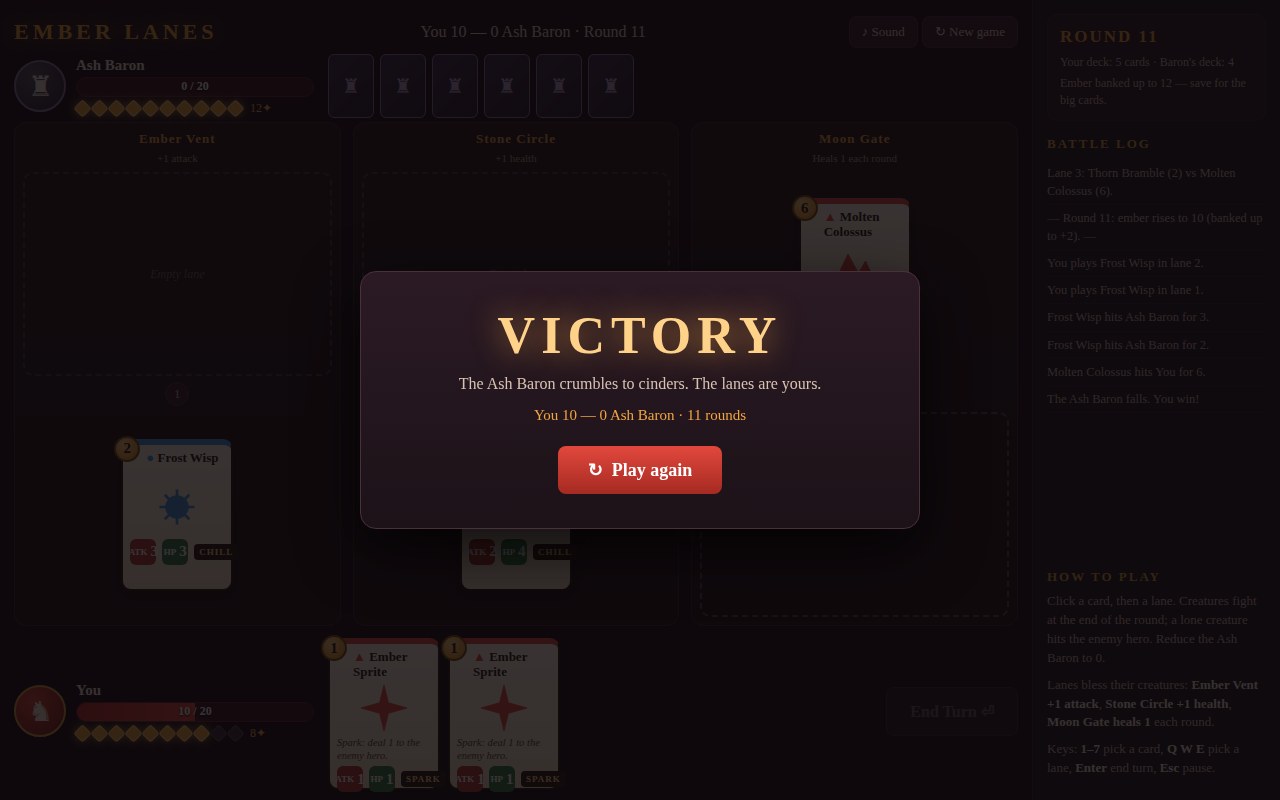 EMBER LANES
You 10 — 0 Ash Baron · Round 11
♪ Sound
↻ New game
Ash Baron
0 / 20
12✦
Ember Vent
+1 attack
Empty lane
1
2
● Frost Wisp
ATK 3
HP 3
CHILL
Stone Circle
+1 health
ATK 2
HP 4
CHILL
Moon Gate
Heals 1 each round
6
▲ Molten
Colossus
VICTORY
The Ash Baron crumbles to cinders. The lanes are yours.
You 10 — 0 Ash Baron · 11 rounds
↻ Play again
You
10 / 20
8✦
1
▲ Ember
Sprite
Spark: deal 1 to the
enemy hero.
ATK 1
HP 1
SPARK
1
▲ Ember
Sprite
Spark: deal 1 to the
enemy hero.
ATK 1
HP 1
SPARK
End Turn ⏎
ROUND 11
Your deck: 5 cards · Baron's deck: 4
Ember banked up to 12 — save for the
big cards.
BATTLE LOG
Lane 3: Thorn Bramble (2) vs Molten
Colossus (6).
— Round 11: ember rises to 10 (banked up
to +2). —
You plays Frost Wisp in lane 2.
You plays Frost Wisp in lane 1.
Frost Wisp hits Ash Baron for 3.
Frost Wisp hits Ash Baron for 2.
Molten Colossus hits You for 6.
The Ash Baron falls. You win!
HOW TO PLAY
Click a card, then a lane. Creatures fight
at the end of the round; a lone creature
hits the enemy hero. Reduce the Ash
Baron to 0.
Lanes bless their creatures: Ember Vent
+1 attack, Stone Circle +1 health,
Moon Gate heals 1 each round.
Keys: 1–7 pick a card, Q W E pick a
lane, Enter end turn, Esc pause.